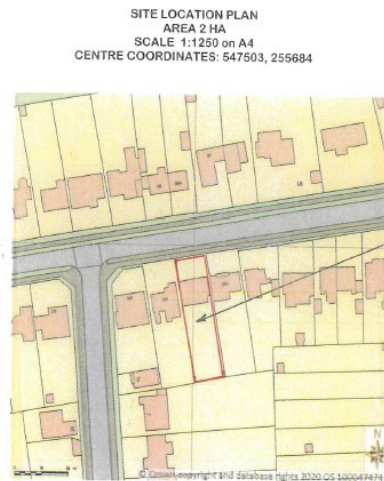 SITE LOCATION PLAN
AREA 2 HA
SCALE 1:1250 on A4
CENTRE COORDINATES: 547503, 255684
N
© Crown copyright and database rights 2020 OS 100047474